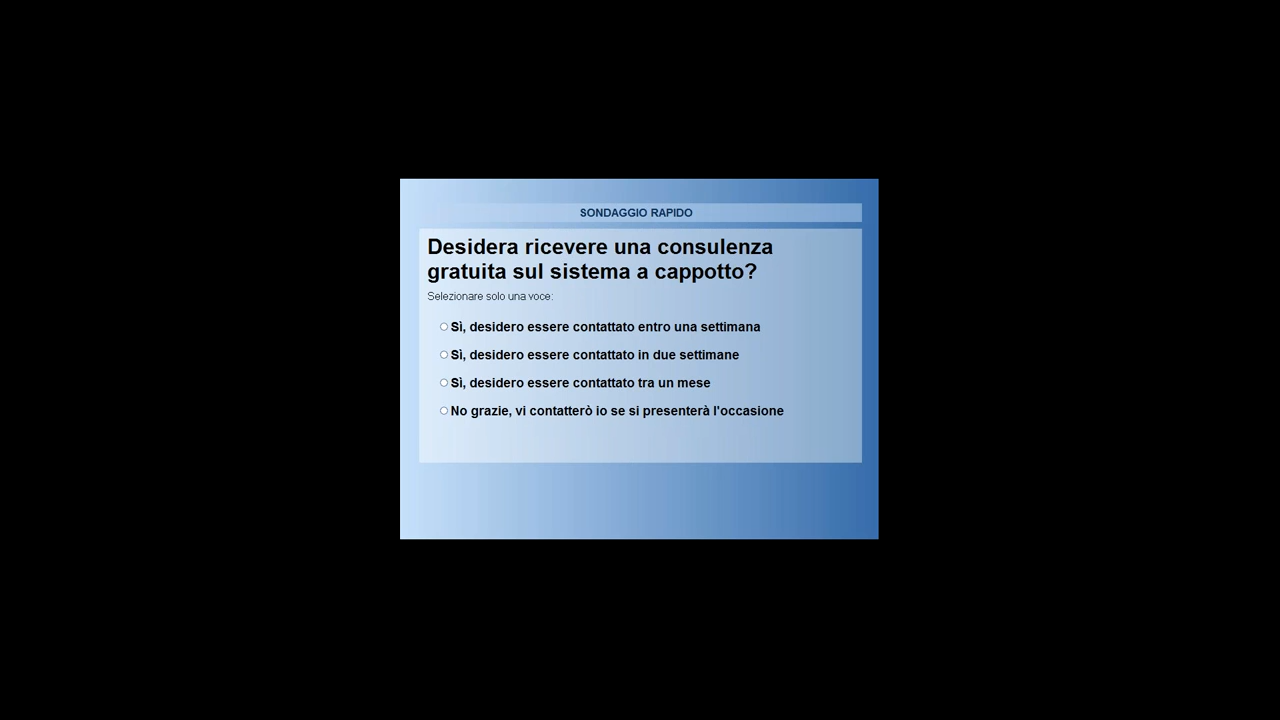 SONDAGGIO RAPIDO
Desidera ricevere una consulenza
gratuita sul sistema a cappotto?
Selezionare solo una voce:
Sì, desidero essere contattato entro una settimana
Sì, desidero essere contattato in due settimane
Sì, desidero essere contattato tra un mese
No grazie, vi contatterò io se si presenterà l'occasione